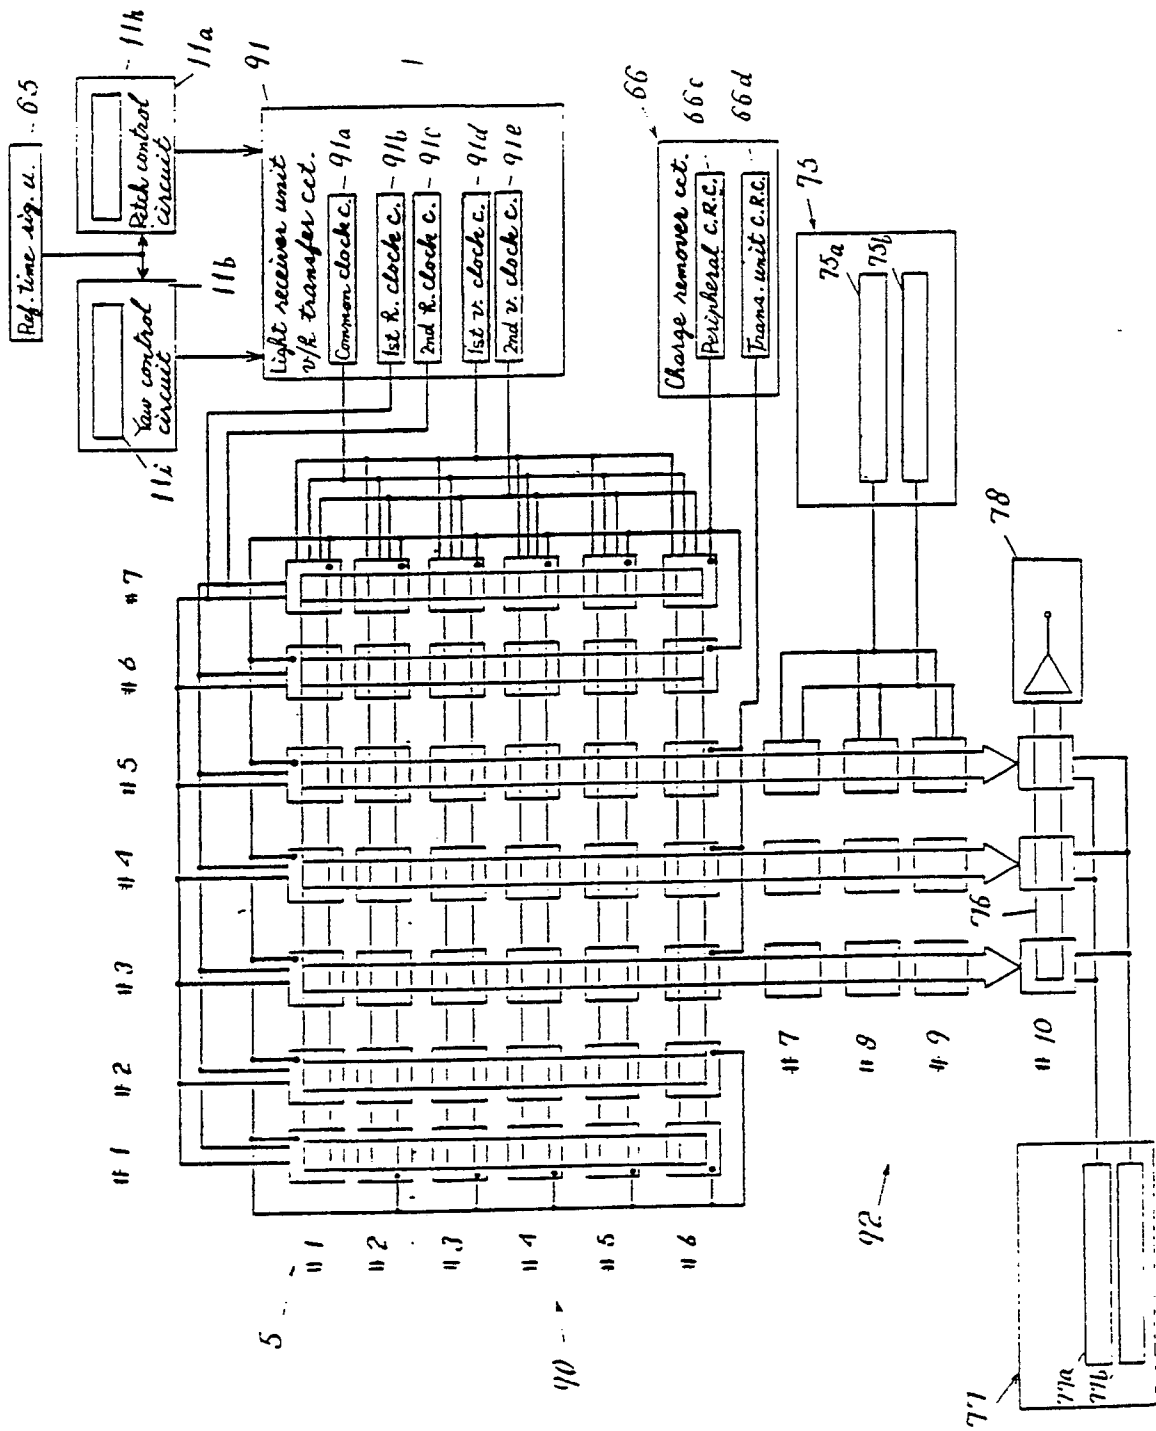 Ref. time sig. u.
65
11h
11a
Pitch control
circuit
Yaw control
circuit
11b
11i
91
1
Light receiver unit
v/h transfer cct.
Common clock c.
91a
1st h. clock c.
91b
2nd h. clock c.
91c
1st v. clock c.
91d
2nd v. clock c.
91e
66
Charge remover cct.
Peripheral C.R.C.
66c
Trans. unit C.R.C.
66d
75
75a
75b
78
#1
#2
#3
#4
#5
#6
#7
5
#1
#2
#3
#4
#5
#6
#7
#8
#9
#10
76
90
92
77
77a
77b